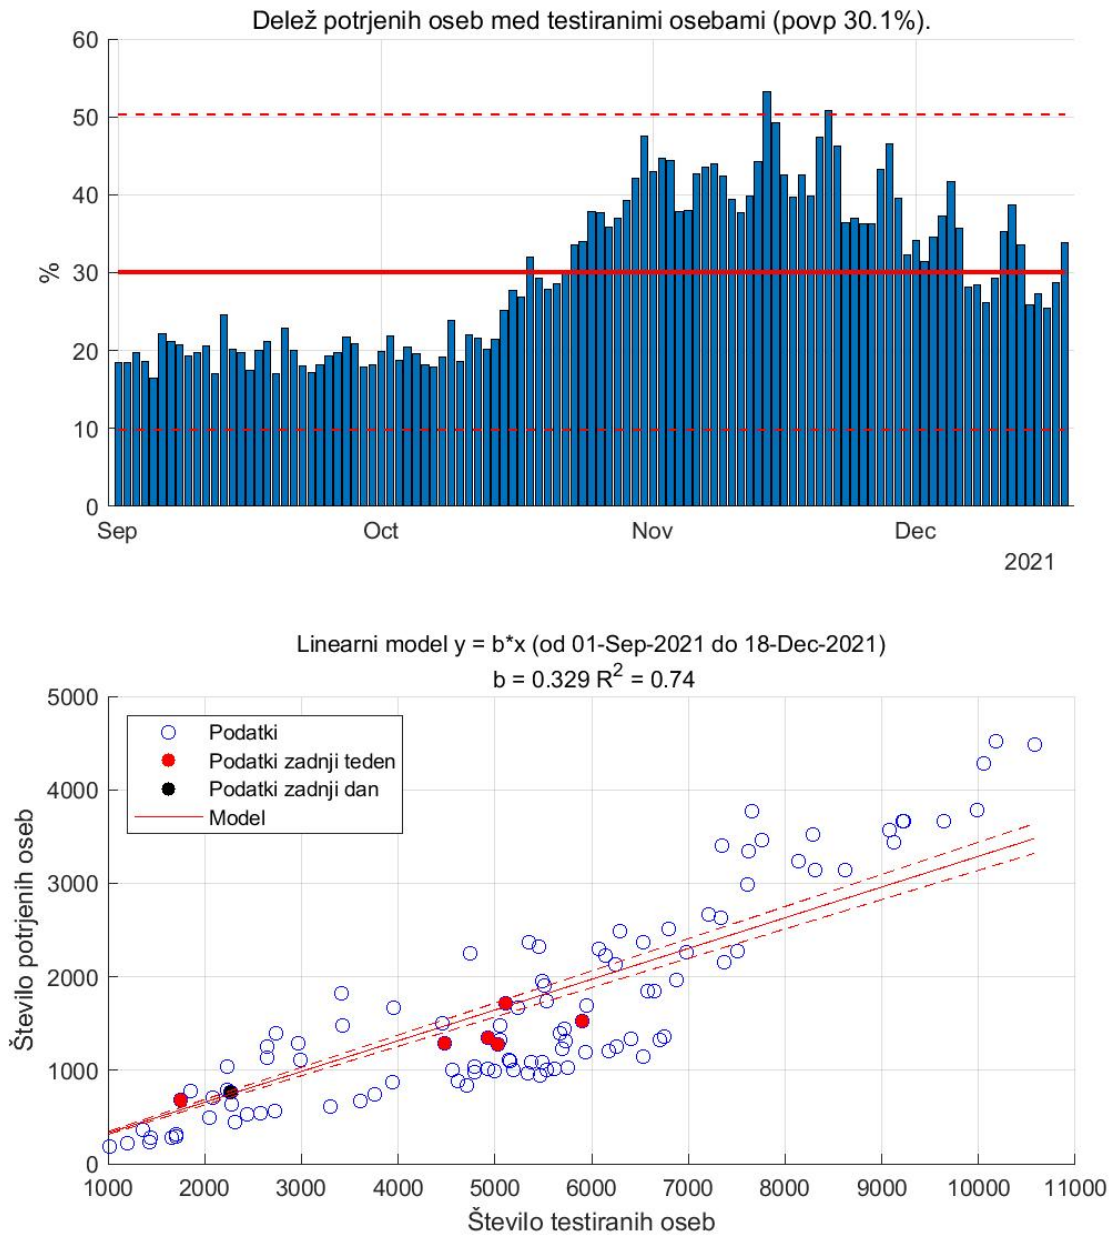 Delež potrjenih oseb med testiranimi osebami (povp 30.1%).
60
50
40
30
20
10
0
%
Sep Oct Nov Dec
2021
Linearni model y = b*x (od 01-Sep-2021 do 18-Dec-2021)
b = 0.329 R² = 0.74
5000
4000
3000
2000
1000
0
Število potrjenih oseb
Podatki
Podatki zadnji teden
Podatki zadnji dan
Model
1000 2000 3000 4000 5000 6000 7000 8000 9000 10000 11000
Število testiranih oseb